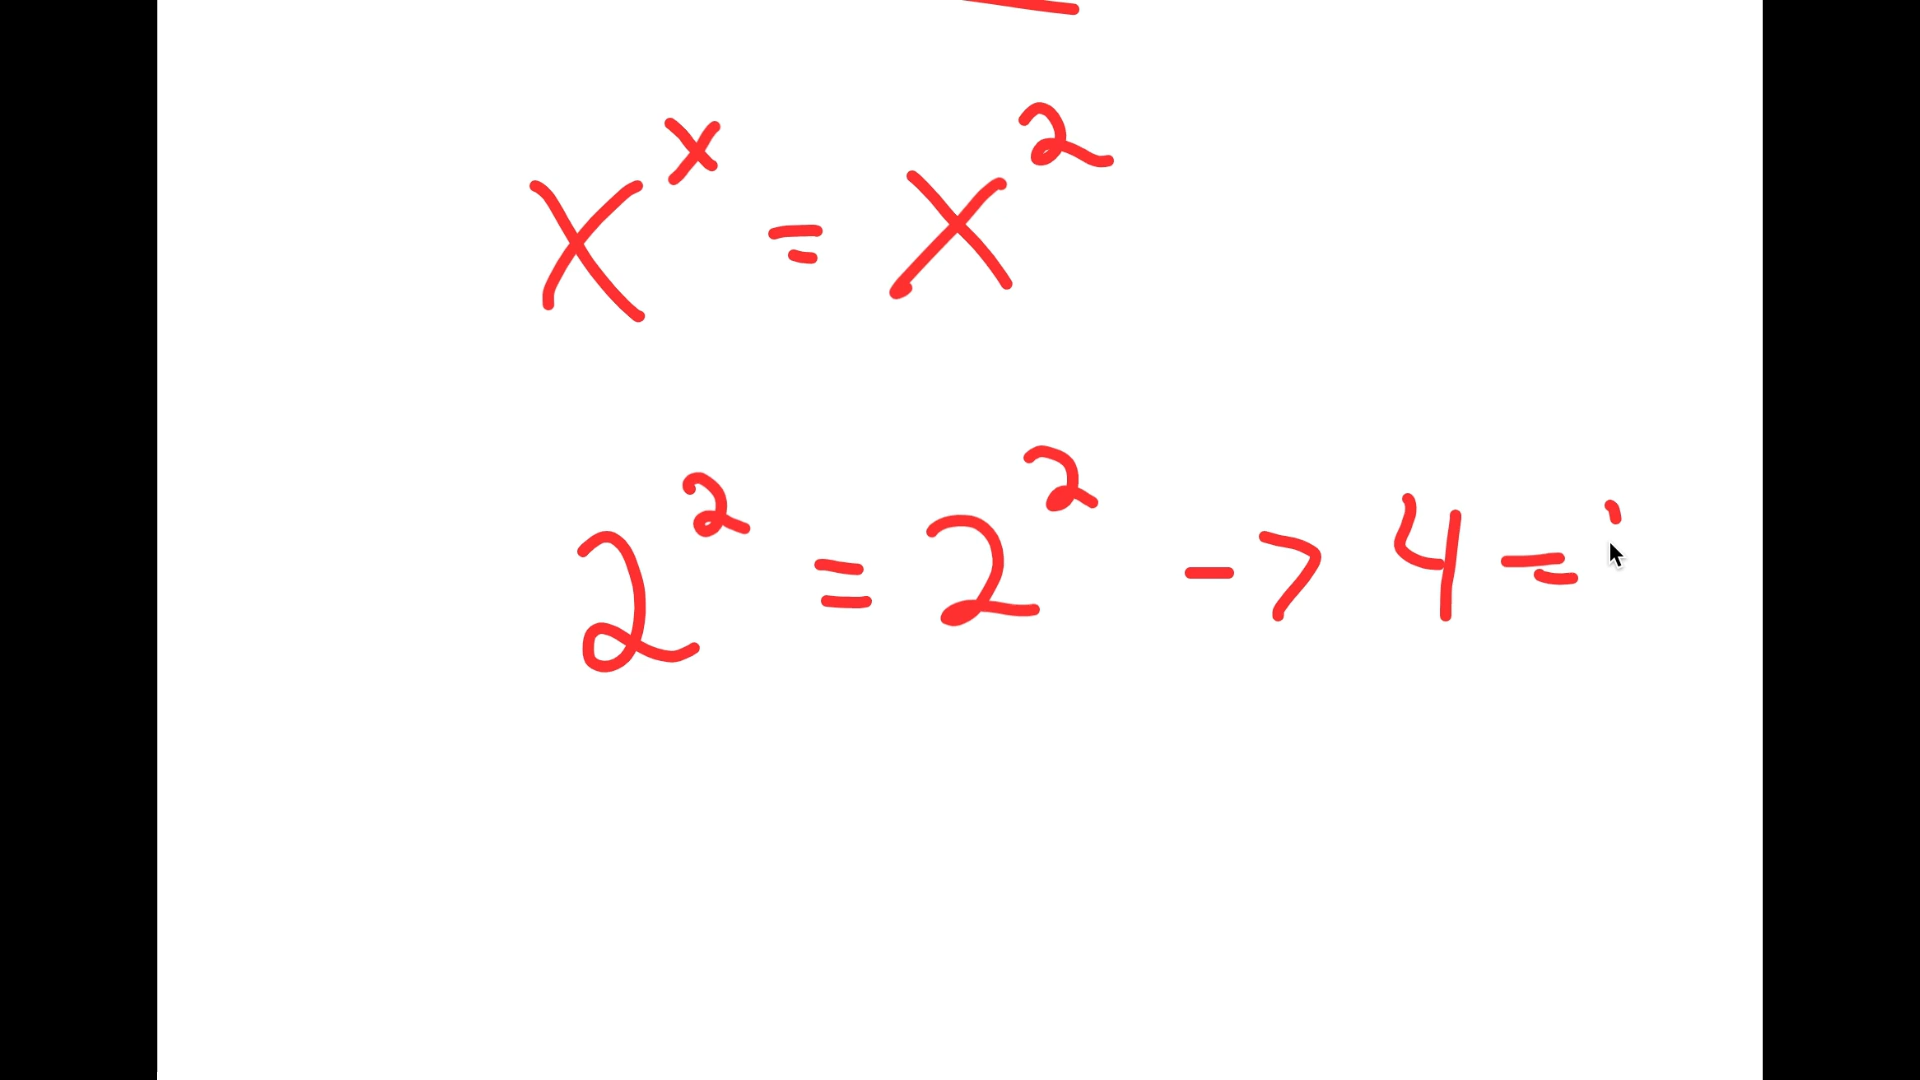 x^x = x^2
2^2 = 2^2 -> 4 =